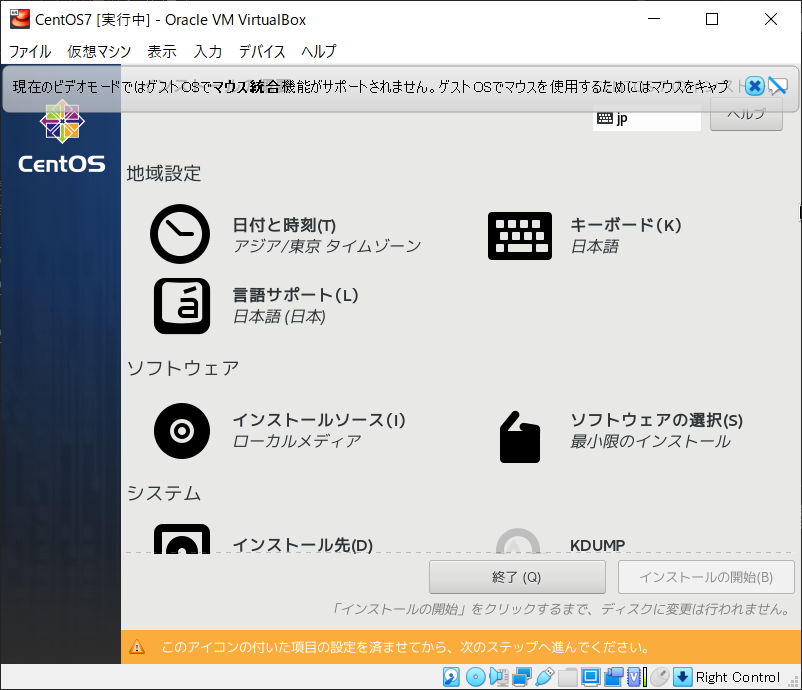 CentOS7 [実行中] - Oracle VM VirtualBox
ファイル 仮想マシン 表示 入力 デバイス ヘルプ
現在のビデオモードではゲストOSでマウス統合機能がサポートされません。ゲストOSでマウスを使用するためにはマウスをキャプ
jp
ヘルプ
CentOS
地域設定
日付と時刻(T)
アジア/東京 タイムゾーン
キーボード(K)
日本語
言語サポート(L)
日本語 (日本)
ソフトウェア
インストールソース(I)
ローカルメディア
ソフトウェアの選択(S)
最小限のインストール
システム
インストール先(D)
KDUMP
終了 (Q)
インストールの開始(B)
「インストールの開始」をクリックするまで、ディスクに変更は行われません。
このアイコンの付いた項目の設定を済ませてから、次のステップへ進んでください。
Right Control